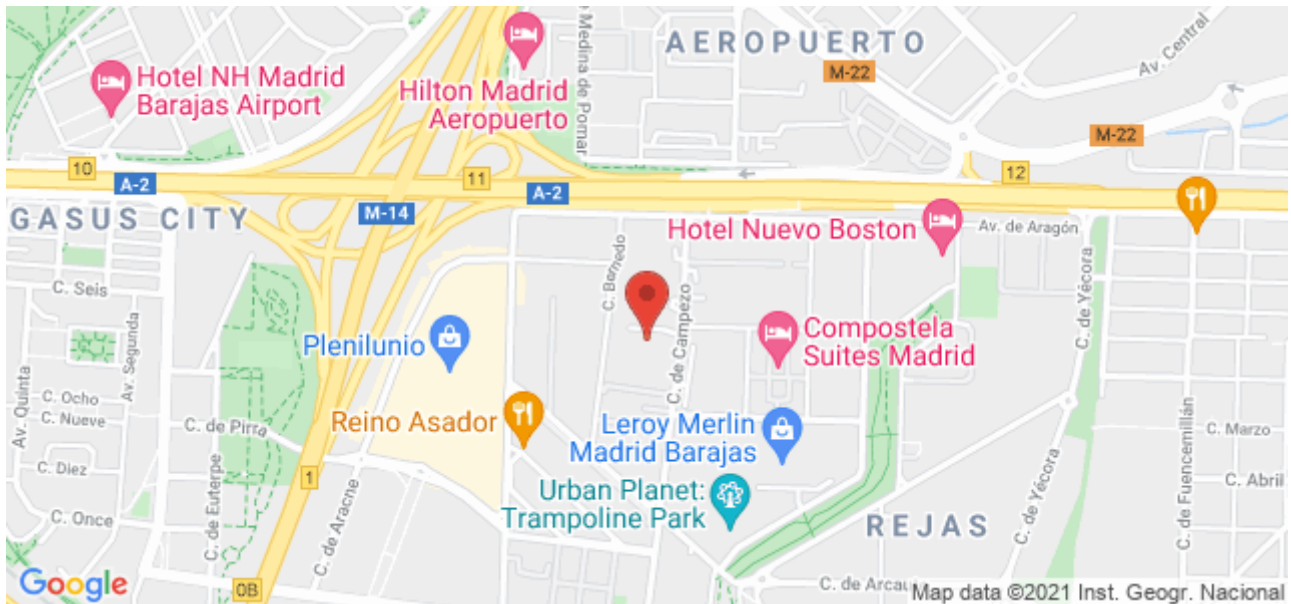 AEROPUERTO
Av. Central
Hotel NH Madrid
Barajas Airport
Hilton Madrid
Aeropuerto
Medina de Pomar
M-22
M-22
10
A-2
11
A-2
12
M-14
GASUS CITY
Hotel Nuevo Boston
Av. de Aragón
C. Bernedo
C. de Campezo
C. de Yécora
C. Seis
Av. Segunda
Av. Quinta
Plenilunio
Compostela
Suites Madrid
C. Ocho
C. Nueve
C. de Pirra
Reino Asador
Leroy Merlin
Madrid Barajas
C. Marzo
C. Diez
C. de Euterpe
1
C. de Aracne
Urban Planet:
Trampoline Park
C. de Yécora
C. de Fuencemillán
C. Abril
C. Once
REJAS
Google
0B
C. de Arcau
Map data ©2021 Inst. Geogr. Nacional